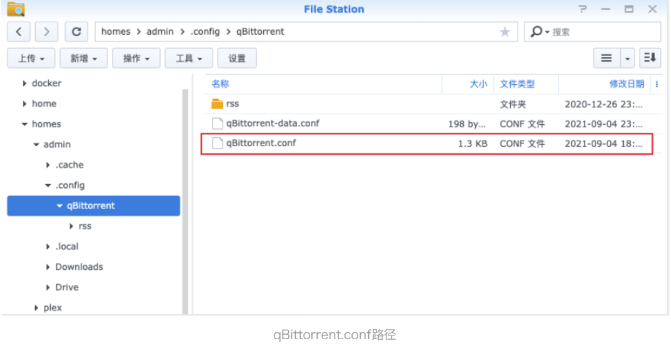 File Station
homes › admin › .config › qBittorrent
搜索
上传 新增 操作 工具 设置
docker
home
homes
admin
.cache
.config
qBittorrent
rss
.local
Downloads
Drive
plex
名称 大小 文件类型 修改日期
rss 文件夹 2020-12-26 23:...
qBittorrent-data.conf 198 by... CONF 文件 2021-09-04 23:...
qBittorrent.conf 1.3 KB CONF 文件 2021-09-04 18:...
qBittorrent.conf路径